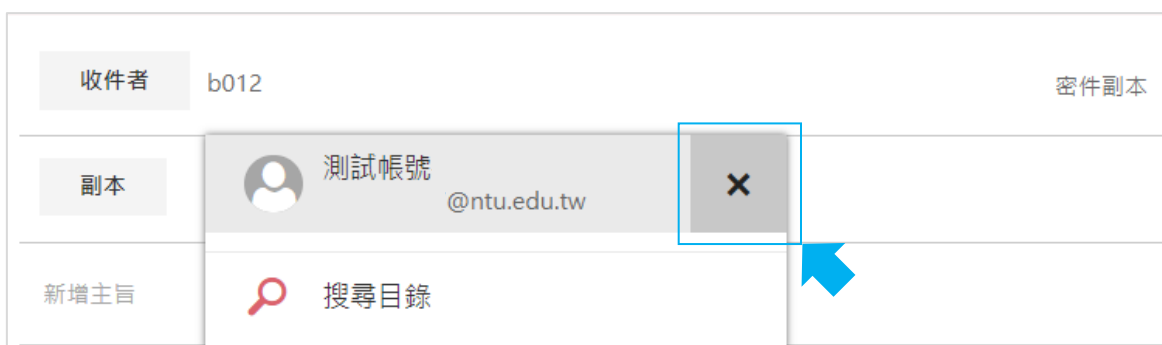 收件者 b012 密件副本
副本
測試帳號
@ntu.edu.tw
新增主旨
搜尋目錄